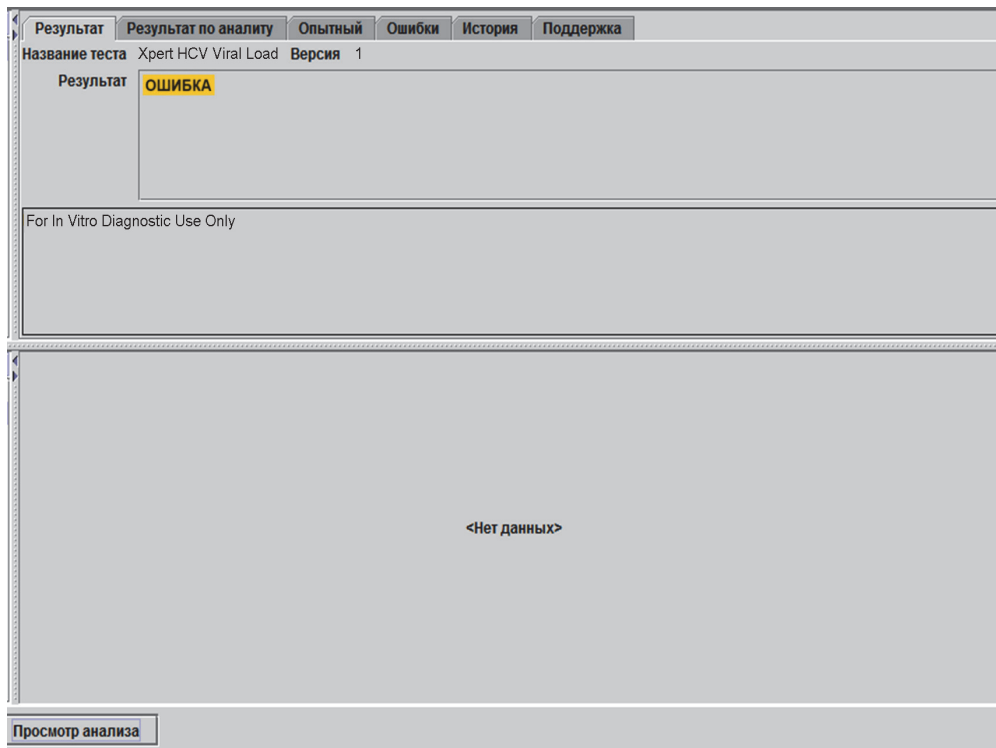 Результат Результат по аналиту Опытный Ошибки История Поддержка
Название теста Xpert HCV Viral Load Версия 1
Результат ОШИБКА
For In Vitro Diagnostic Use Only
<Нет данных>
Просмотр анализа